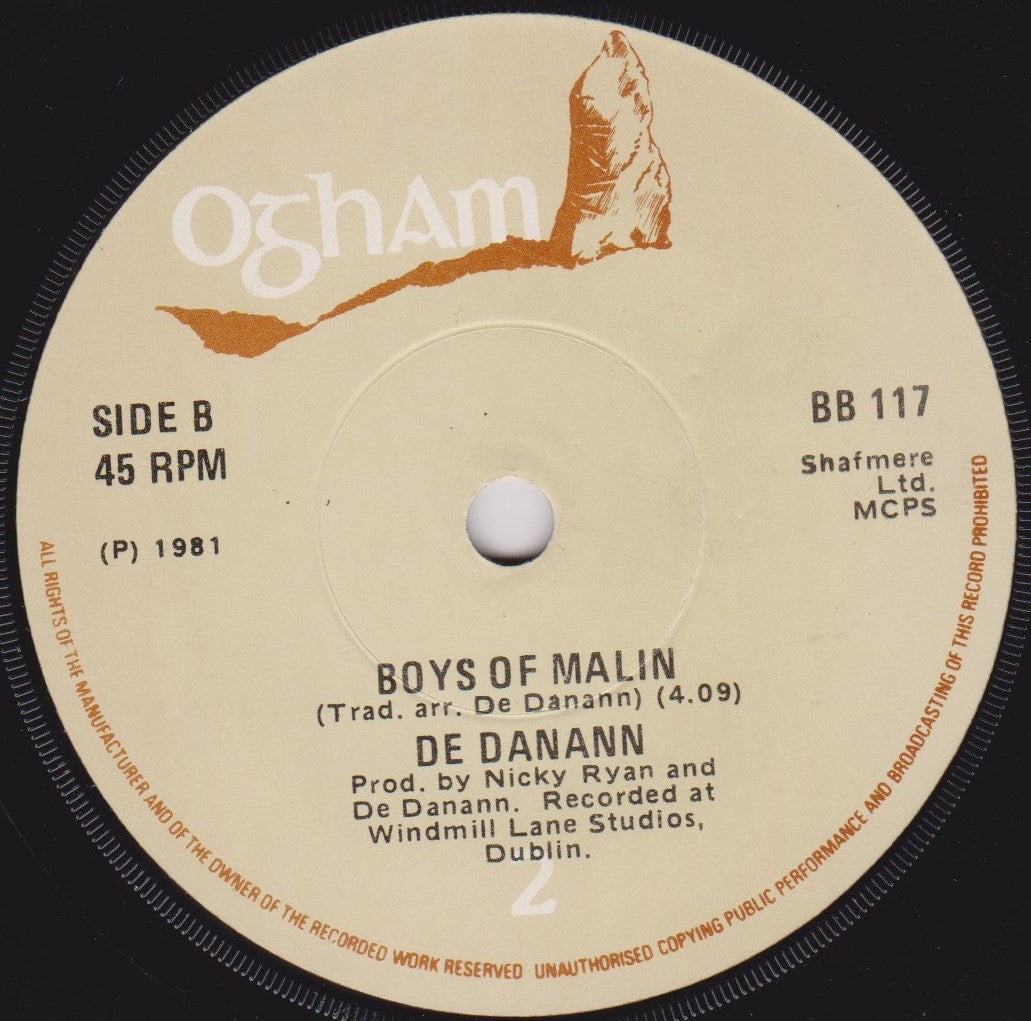 Ogham
SIDE B
45 RPM
(P) 1981
BB 117
Shafmere
Ltd.
MCPS
BOYS OF MALIN
(Trad. arr. De Danann) (4.09)
DE DANANN
Prod. by Nicky Ryan and
De Danann. Recorded at
Windmill Lane Studios,
Dublin.
2
ALL RIGHTS OF THE MANUFACTURER AND OF THE OWNER OF THE RECORDED WORK RESERVED UNAUTHORISED COPYING PUBLIC PERFORMANCE AND BROADCASTING OF THIS RECORD PROHIBITED